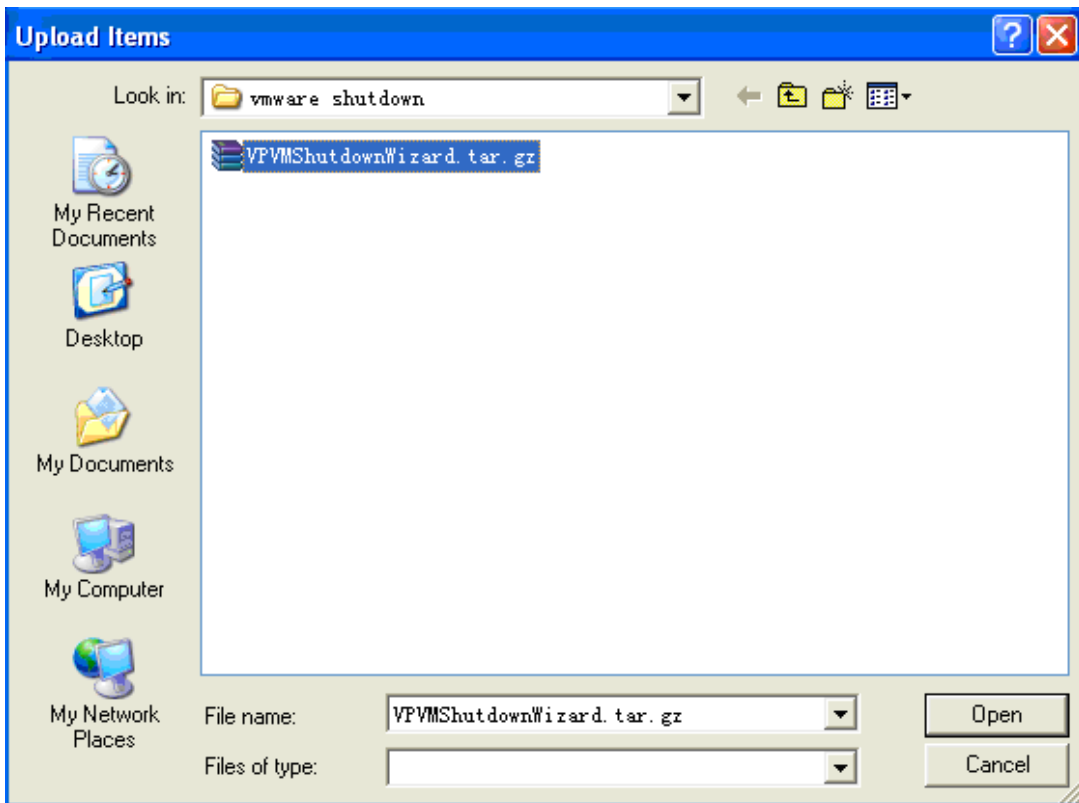 Upload Items
Look in:
vmware shutdown
VPVMShutdownWizard.tar.gz
My Recent
Documents
Desktop
My Documents
My Computer
My Network
Places
File name:
VPVMShutdownWizard.tar.gz
Open
Files of type:
Cancel